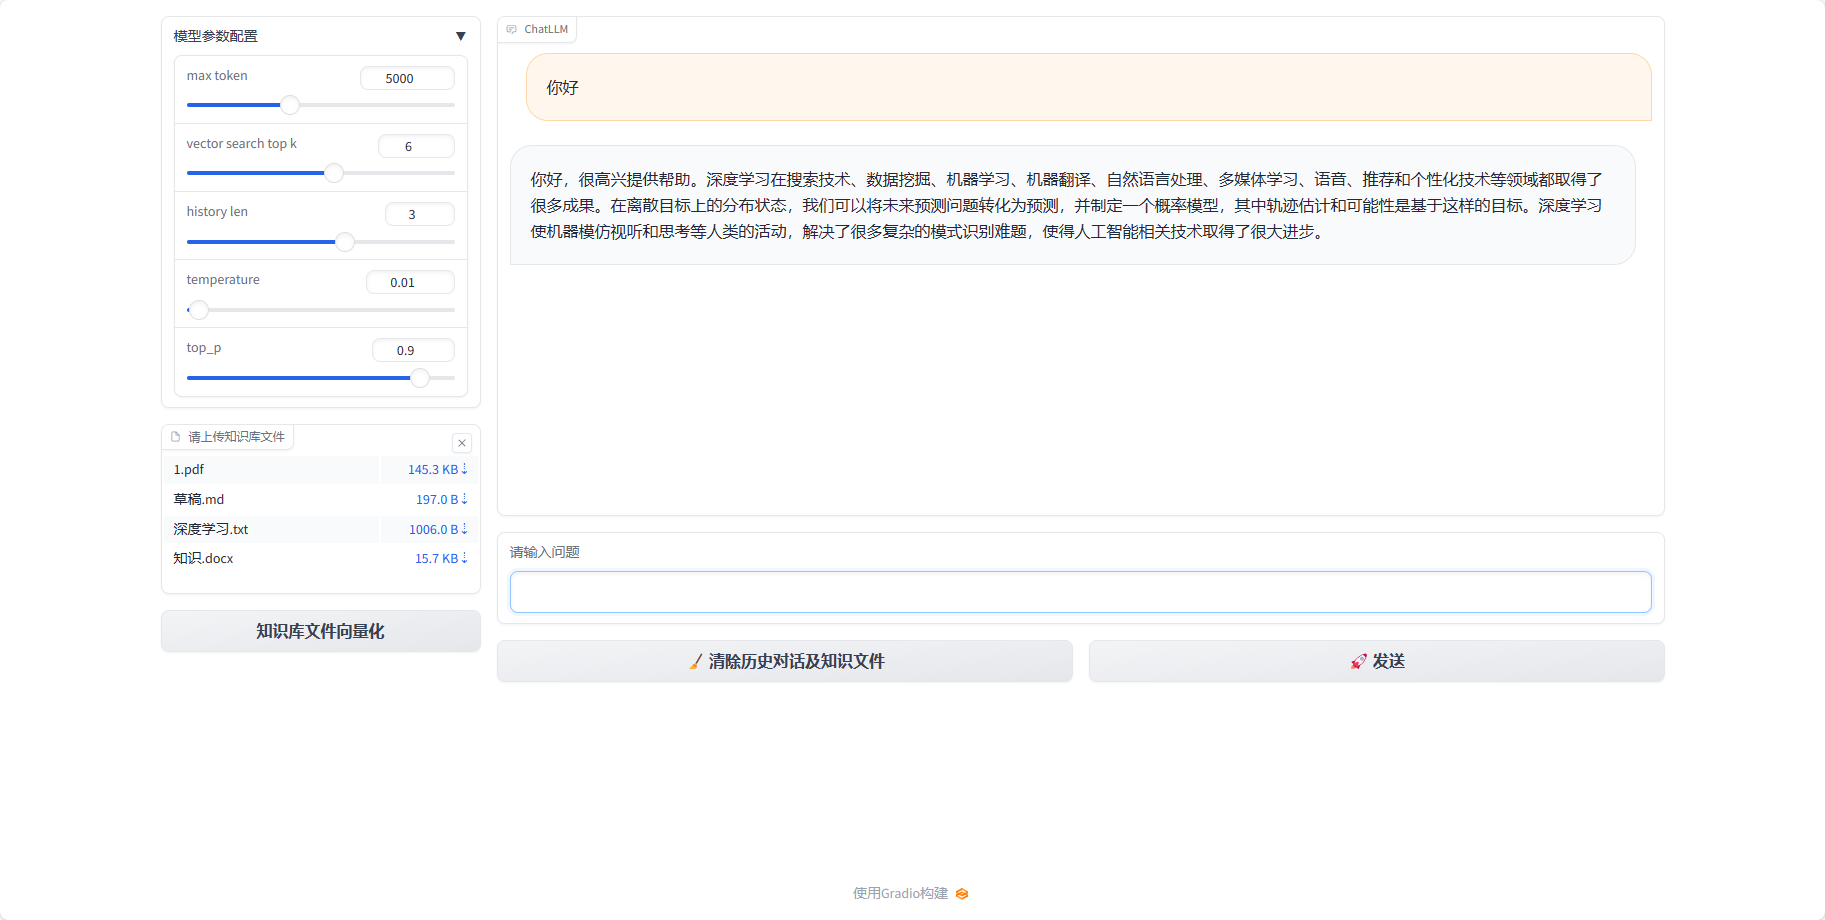 模型参数配置 ▼
max token
5000
vector search top k
6
history len
3
temperature
0.01
top_p
0.9
请上传知识库文件
×
1.pdf 145.3 KB ⇣
草稿.md 197.0 B ⇣
深度学习.txt 1006.0 B ⇣
知识.docx 15.7 KB ⇣
知识库文件向量化
ChatLLM
你好
你好，很高兴提供帮助。深度学习在搜索技术、数据挖掘、机器学习、机器翻译、自然语言处理、多媒体学习、语音、推荐和个性化技术等领域都取得了
很多成果。在离散目标上的分布状态，我们可以将未来预测问题转化为预测，并制定一个概率模型，其中轨迹估计和可能性是基于这样的目标。深度学习
使机器模仿视听和思考等人类的活动，解决了很多复杂的模式识别难题，使得人工智能相关技术取得了很大进步。
请输入问题
🧹 清除历史对话及知识文件
🚀 发送
使用Gradio构建